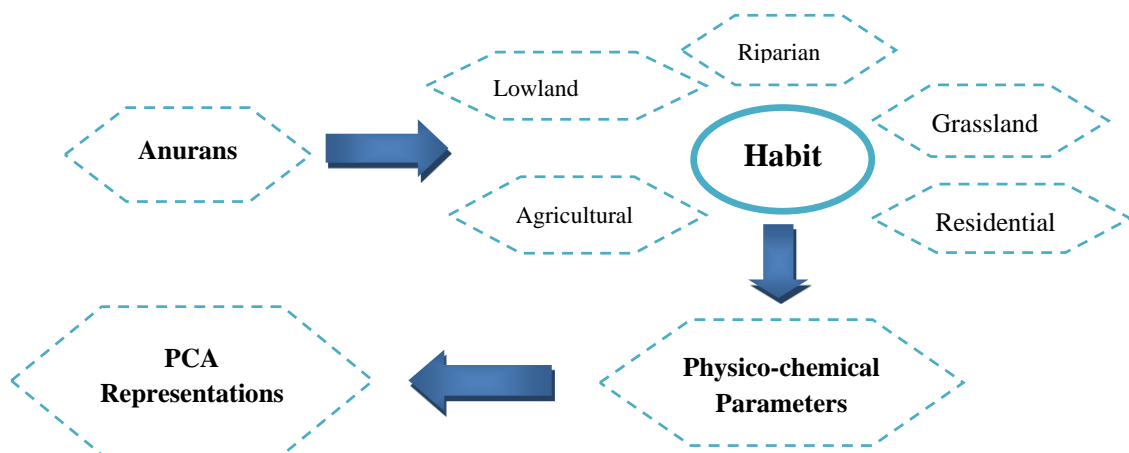 Riparian
Lowland
Grassland
Anurans
Habit
Agricultural
Residential
PCA
Representations
Physico-chemical
Parameters